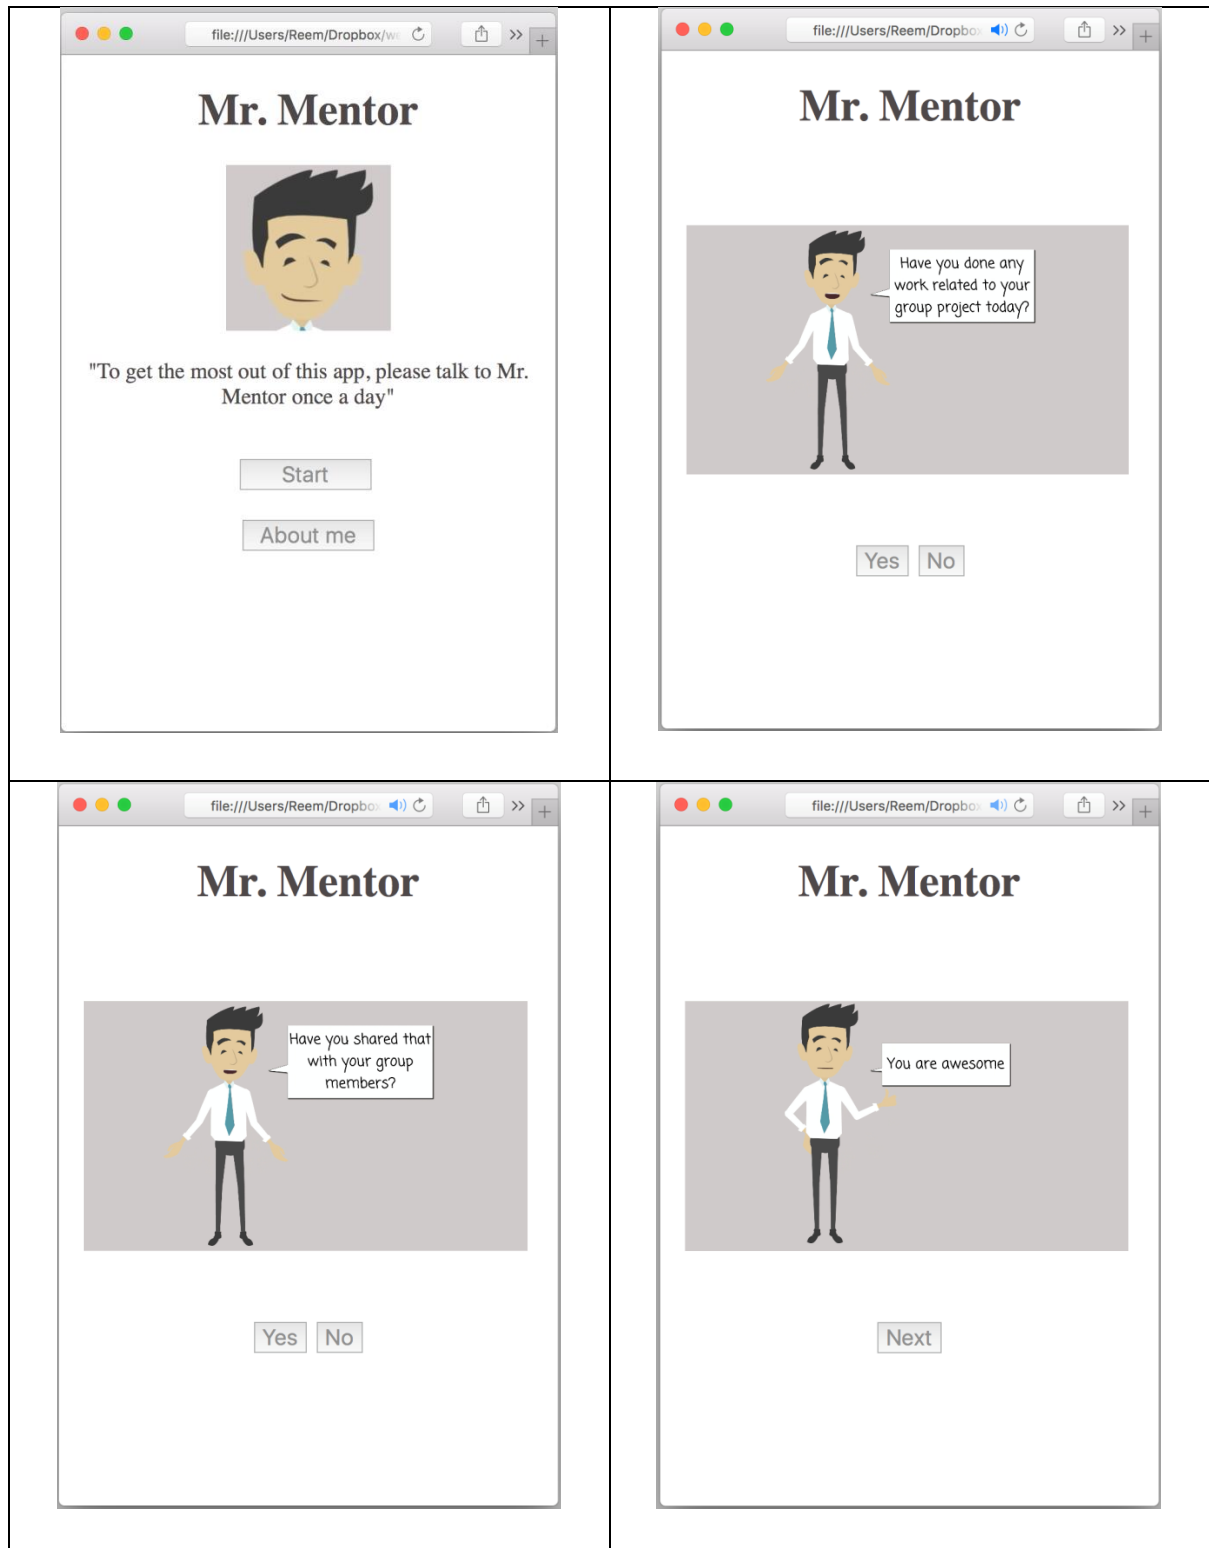 file:///Users/Reem/Dropbox/we
Mr. Mentor
"To get the most out of this app, please talk to Mr.
Mentor once a day"
Start
About me
file:///Users/Reem/Dropbox
Mr. Mentor
Have you done any
work related to your
group project today?
Yes No
file:///Users/Reem/Dropbox
Mr. Mentor
Have you shared that
with your group
members?
Yes No
file:///Users/Reem/Dropbox
Mr. Mentor
You are awesome
Next